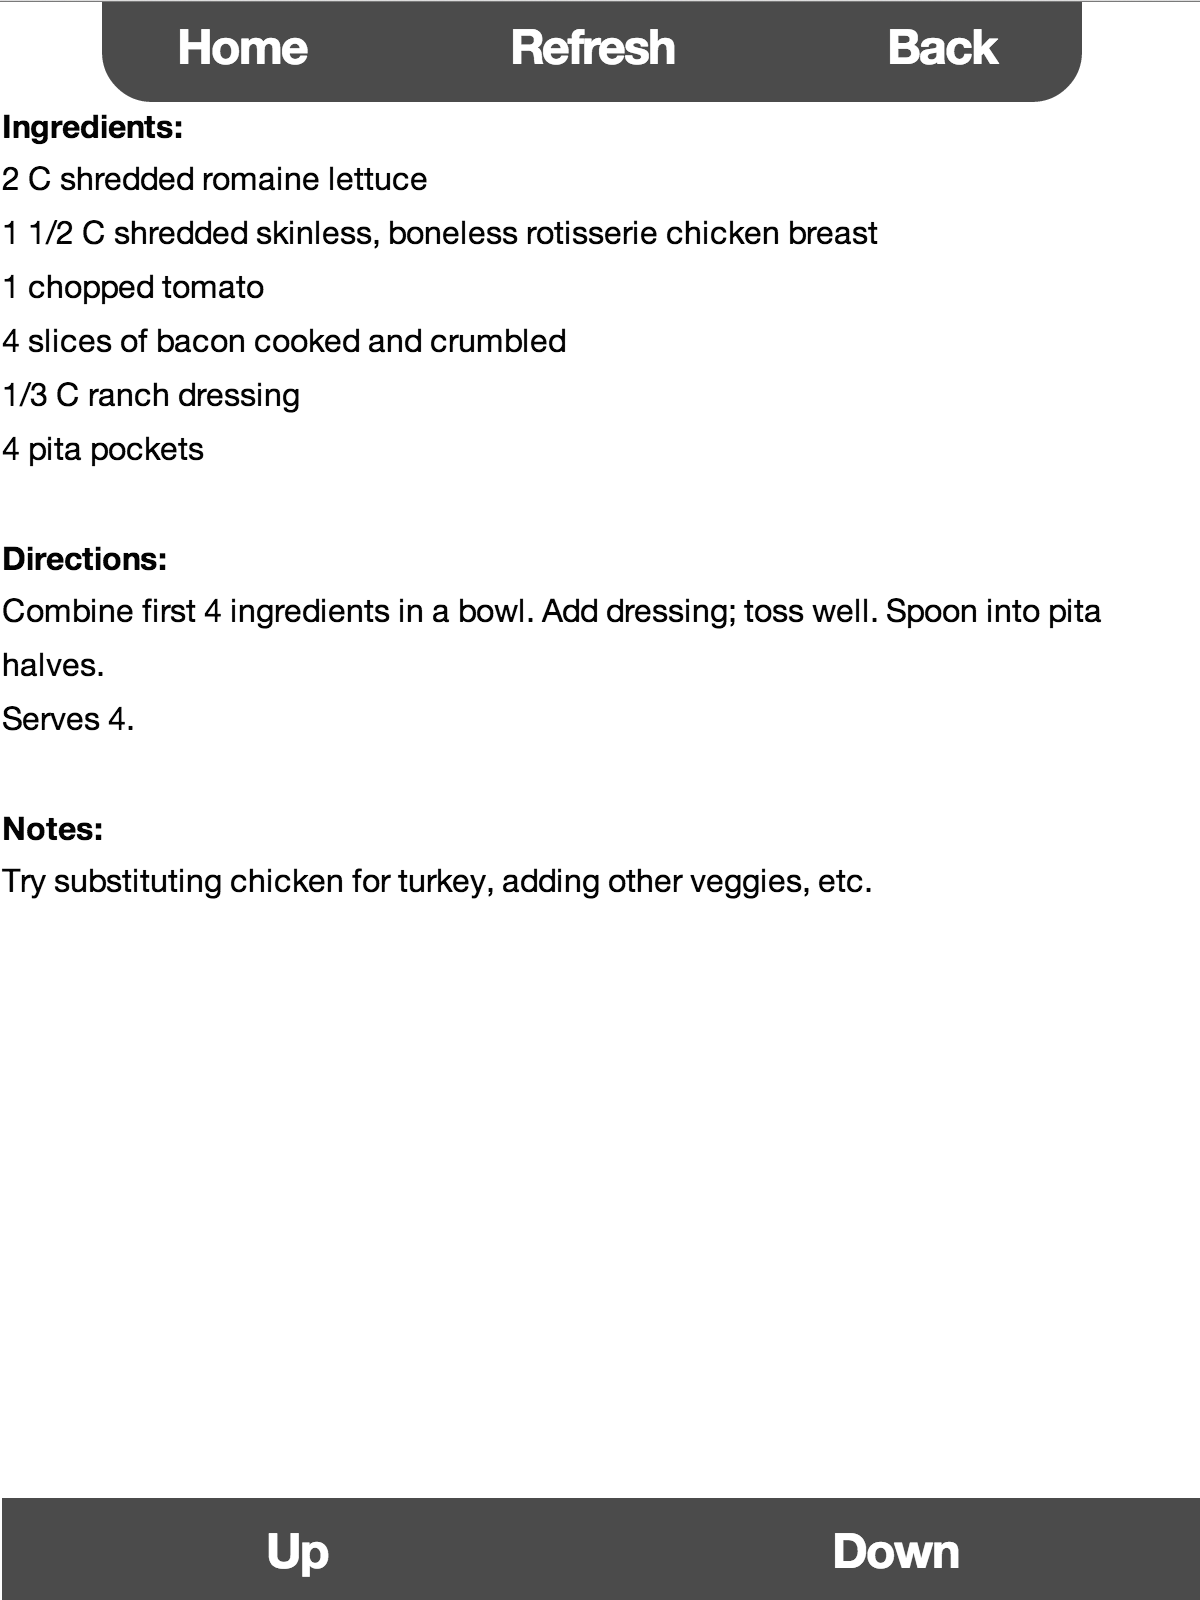 Home Refresh Back
Ingredients:
2 C shredded romaine lettuce
1 1/2 C shredded skinless, boneless rotisserie chicken breast
1 chopped tomato
4 slices of bacon cooked and crumbled
1/3 C ranch dressing
4 pita pockets
Directions:
Combine first 4 ingredients in a bowl. Add dressing; toss well. Spoon into pita
halves.
Serves 4.
Notes:
Try substituting chicken for turkey, adding other veggies, etc.
Up Down